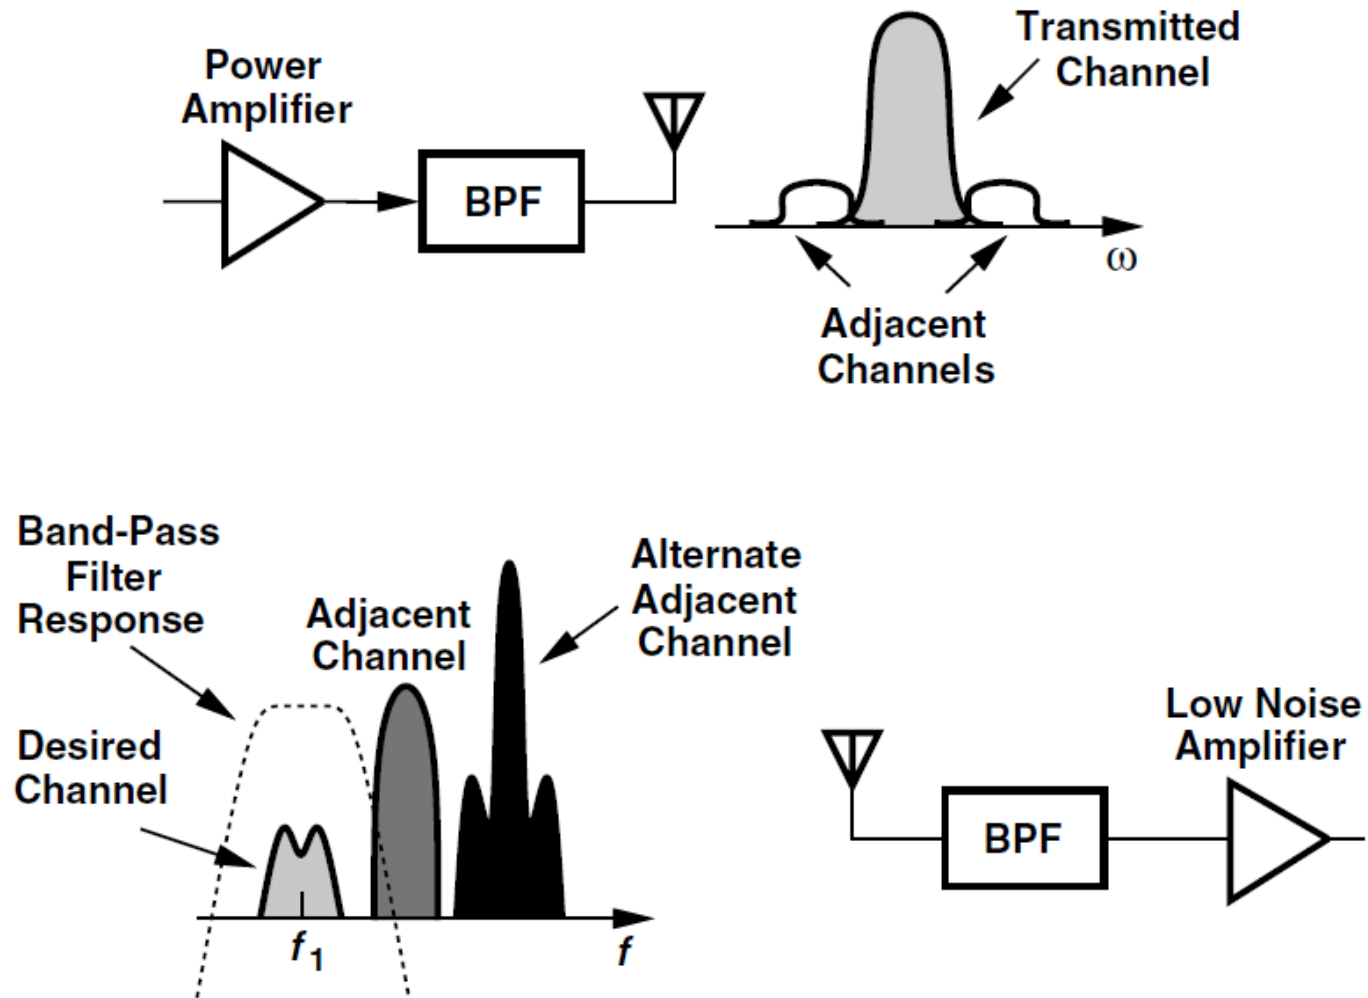 Power
Amplifier
BPF
Transmitted
Channel
ω
Adjacent
Channels
Band-Pass
Filter
Response
Desired
Channel
Adjacent
Channel
Alternate
Adjacent
Channel
f1
f
BPF
Low Noise
Amplifier